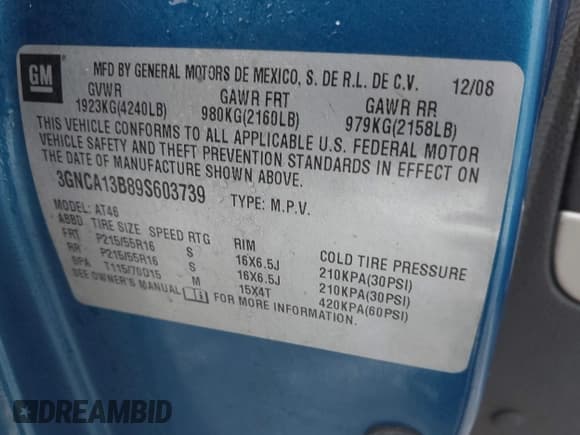 GM
MFD BY GENERAL MOTORS DE MEXICO, S. DE R.L. DE C.V. 12/08
GVWR GAWR FRT GAWR RR
1923KG(4240LB) 980KG(2160LB) 979KG(2158LB)
THIS VEHICLE CONFORMS TO ALL APPLICABLE U.S. FEDERAL MOTOR
VEHICLE SAFETY AND THEFT PREVENTION STANDARDS IN EFFECT ON
THE DATE OF MANUFACTURE SHOWN ABOVE.
3GNCA13B89S603739 TYPE: M.P.V.
MODEL: AT46
ABBD TIRE SIZE SPEED RTG RIM COLD TIRE PRESSURE
FRT P215/55R16 S 16X6.5J 210KPA(30PSI)
RR P215/55R16 S 16X6.5J 210KPA(30PSI)
SPA T115/70D15 M 15X4T 420KPA(60PSI)
SEE OWNER'S MANUAL FOR MORE INFORMATION.
DREAMBID